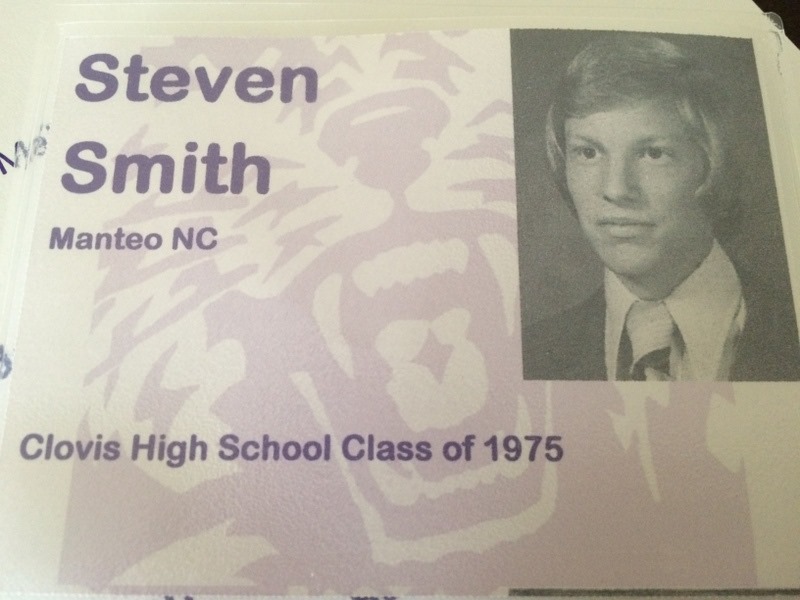 Steven
Smith
Manteo NC
Clovis High School Class of 1975